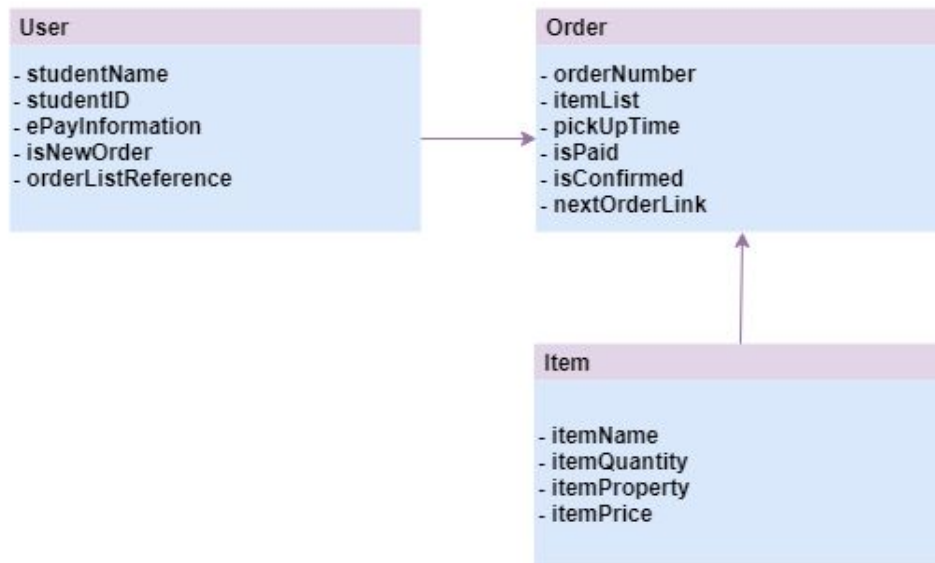 User
- studentName
- studentID
- ePayInformation
- isNewOrder
- orderListReference
Order
- orderNumber
- itemList
- pickUpTime
- isPaid
- isConfirmed
- nextOrderLink
Item
- itemName
- itemQuantity
- itemProperty
- itemPrice